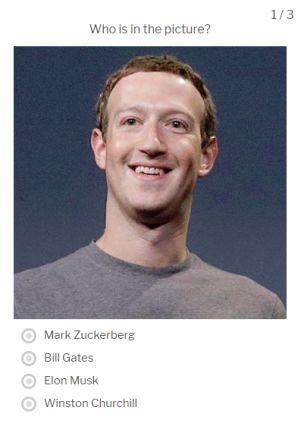 1 / 3
Who is in the picture?
Mark Zuckerberg
Bill Gates
Elon Musk
Winston Churchill